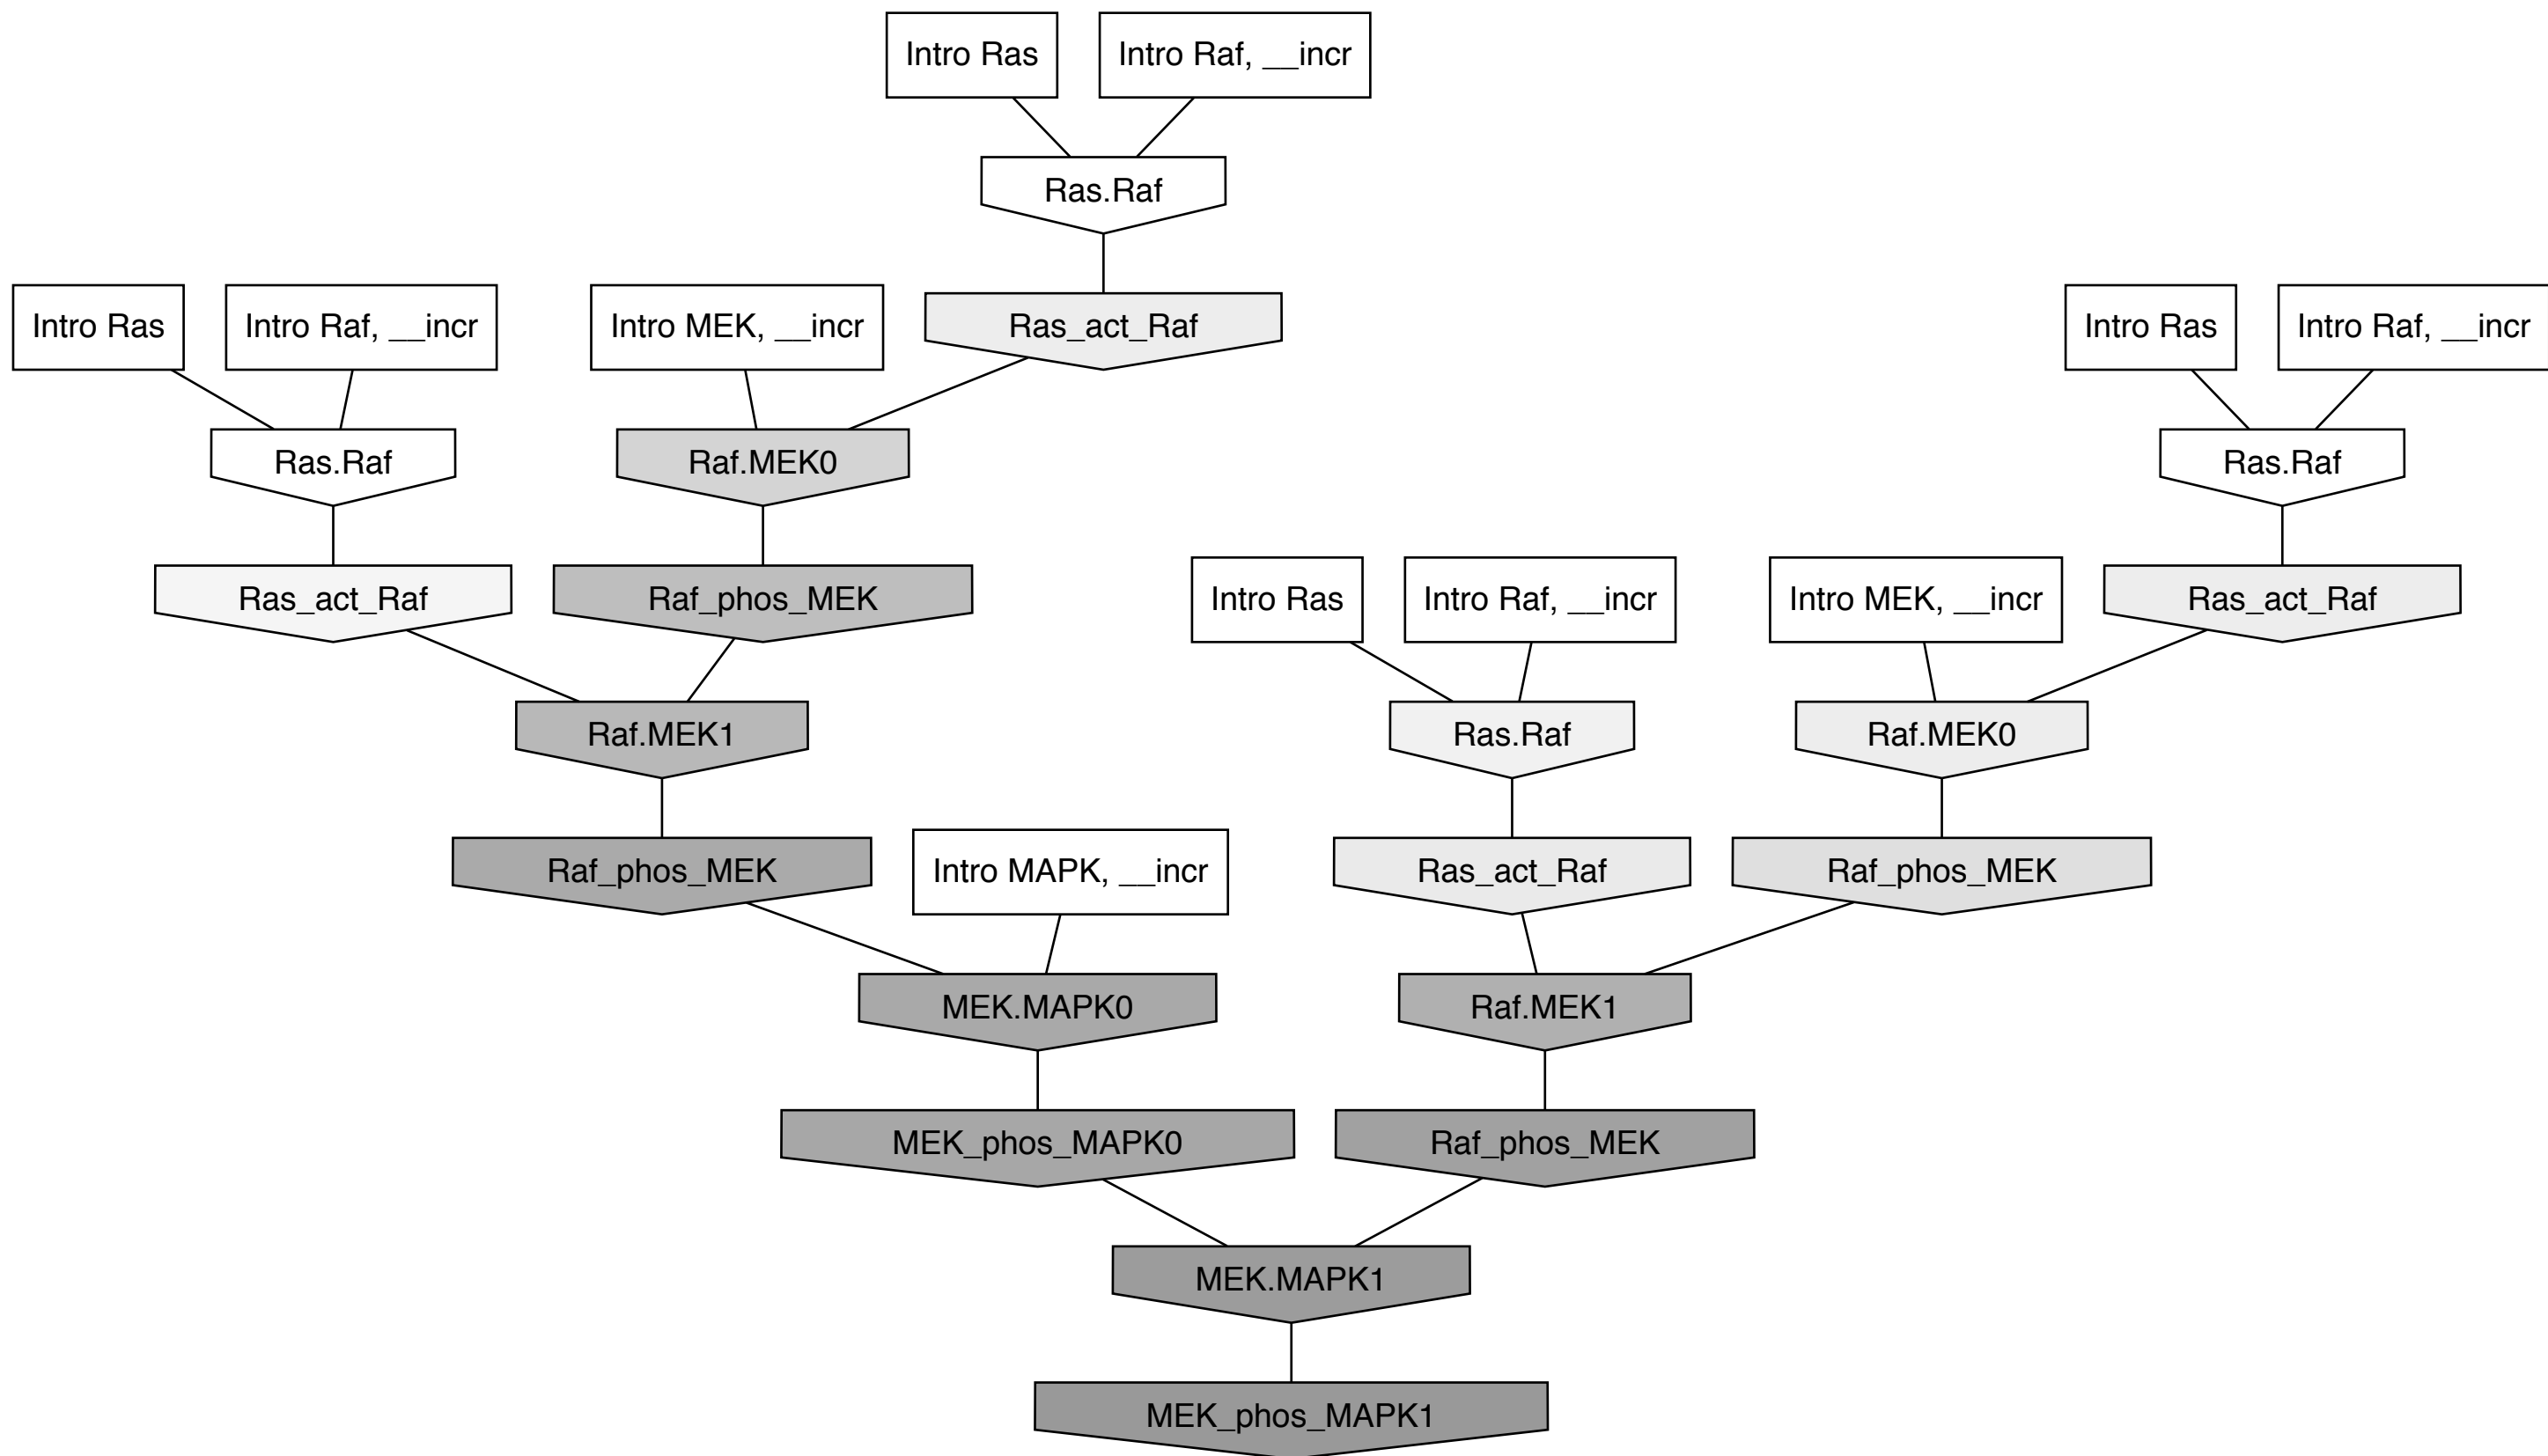 Intro Ras
Intro Raf, __incr
Ras.Raf
Intro Ras
Intro Raf, __incr
Intro MEK, __incr
Ras_act_Raf
Intro Ras
Intro Raf, __incr
Ras.Raf
Raf.MEK0
Ras.Raf
Ras_act_Raf
Raf_phos_MEK
Intro Ras
Intro Raf, __incr
Intro MEK, __incr
Ras_act_Raf
Raf.MEK1
Ras.Raf
Raf.MEK0
Raf_phos_MEK
Intro MAPK, __incr
Ras_act_Raf
Raf_phos_MEK
MEK.MAPK0
Raf.MEK1
MEK_phos_MAPK0
Raf_phos_MEK
MEK.MAPK1
MEK_phos_MAPK1